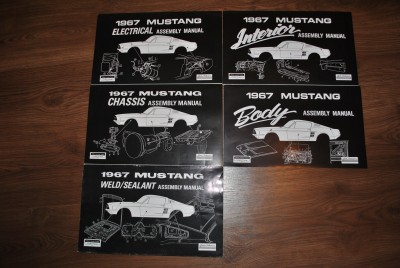 1967 MUSTANG
ELECTRICAL ASSEMBLY MANUAL
1967 MUSTANG
Interior ASSEMBLY MANUAL
1967 MUSTANG
CHASSIS ASSEMBLY MANUAL
1967 MUSTANG
Body ASSEMBLY MANUAL
1967 MUSTANG
WELD/SEALANT ASSEMBLY MANUAL